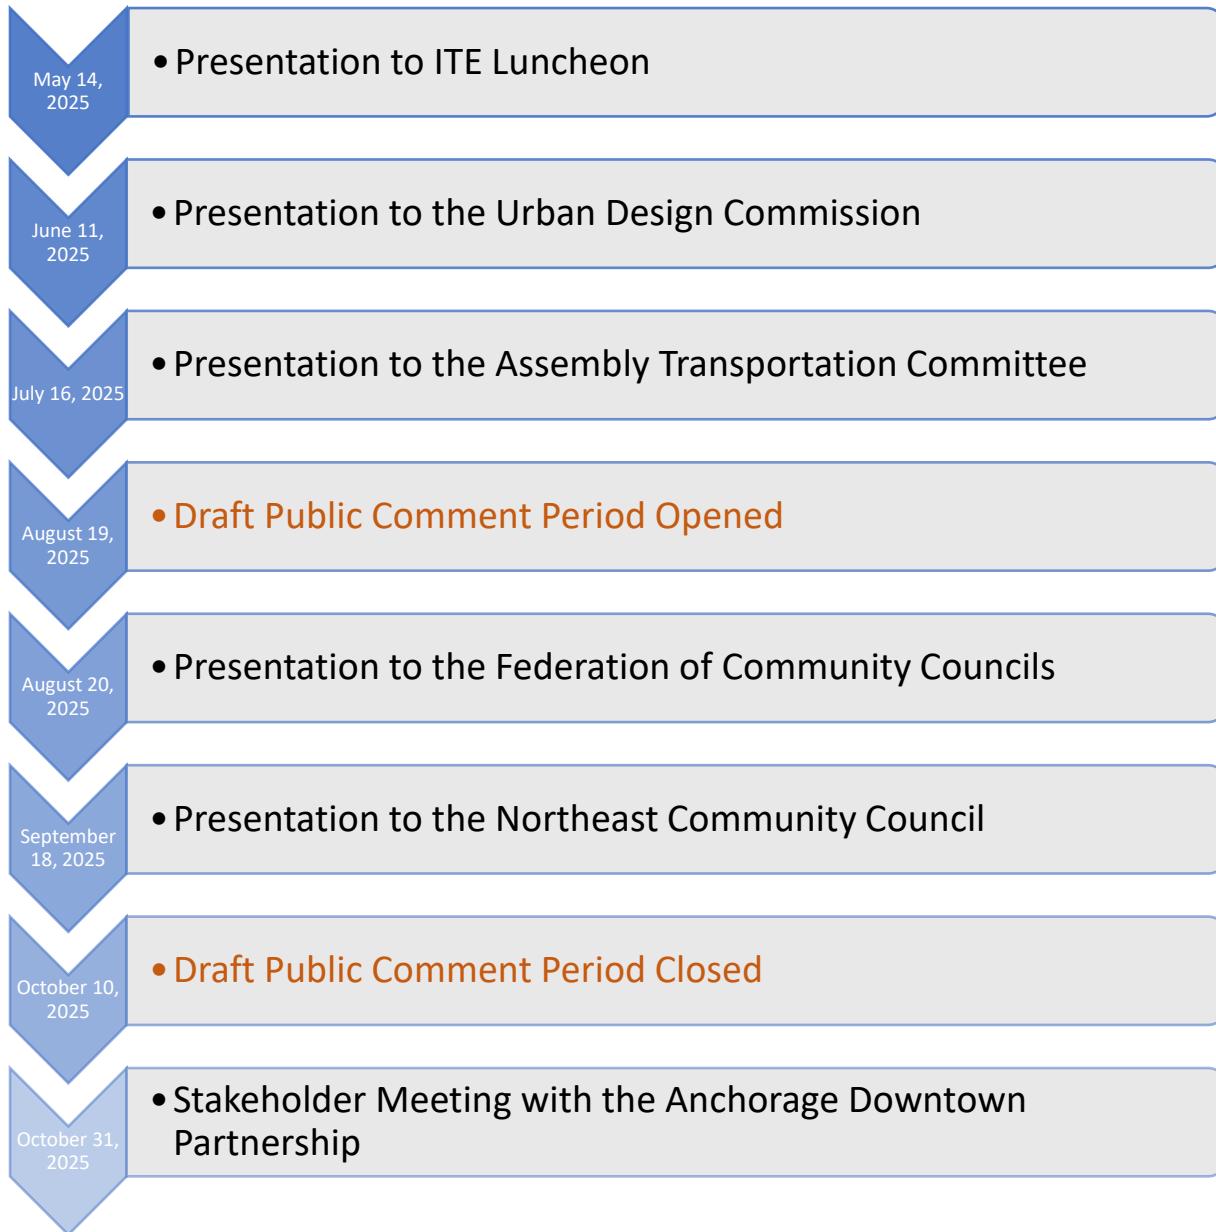 May 14,
2025
• Presentation to ITE Luncheon
June 11,
2025
• Presentation to the Urban Design Commission
July 16, 2025
• Presentation to the Assembly Transportation Committee
August 19,
2025
• Draft Public Comment Period Opened
August 20,
2025
• Presentation to the Federation of Community Councils
September
18, 2025
• Presentation to the Northeast Community Council
October 10,
2025
• Draft Public Comment Period Closed
October 31,
2025
• Stakeholder Meeting with the Anchorage Downtown
Partnership